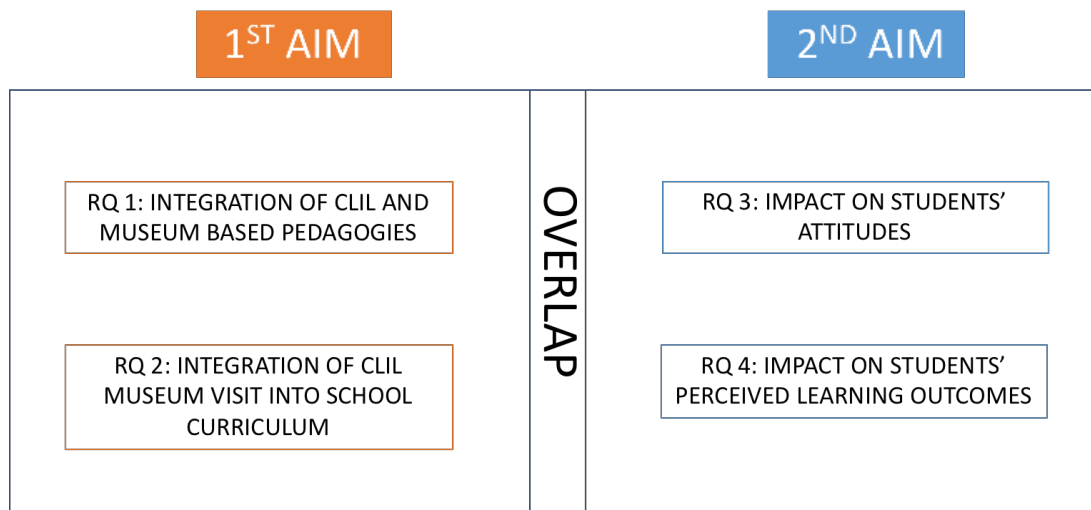 1ST AIM
RQ 1: INTEGRATION OF CLIL AND
MUSEUM BASED PEDAGOGIES
RQ 2: INTEGRATION OF CLIL
MUSEUM VISIT INTO SCHOOL
CURRICULUM
OVERLAP
2ND AIM
RQ 3: IMPACT ON STUDENTS’
ATTITUDES
RQ 4: IMPACT ON STUDENTS’
PERCEIVED LEARNING OUTCOMES